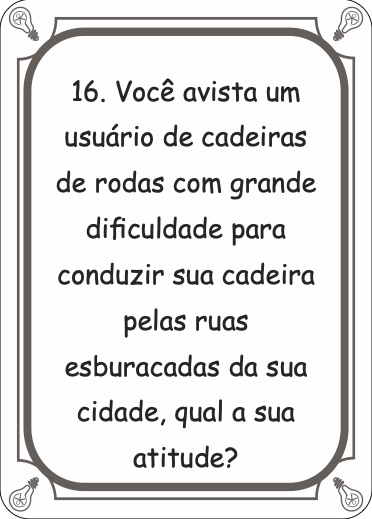 16. Você avista um
usuário de cadeiras
de rodas com grande
dificuldade para
conduzir sua cadeira
pelas ruas
esburacadas da sua
cidade, qual a sua
atitude?